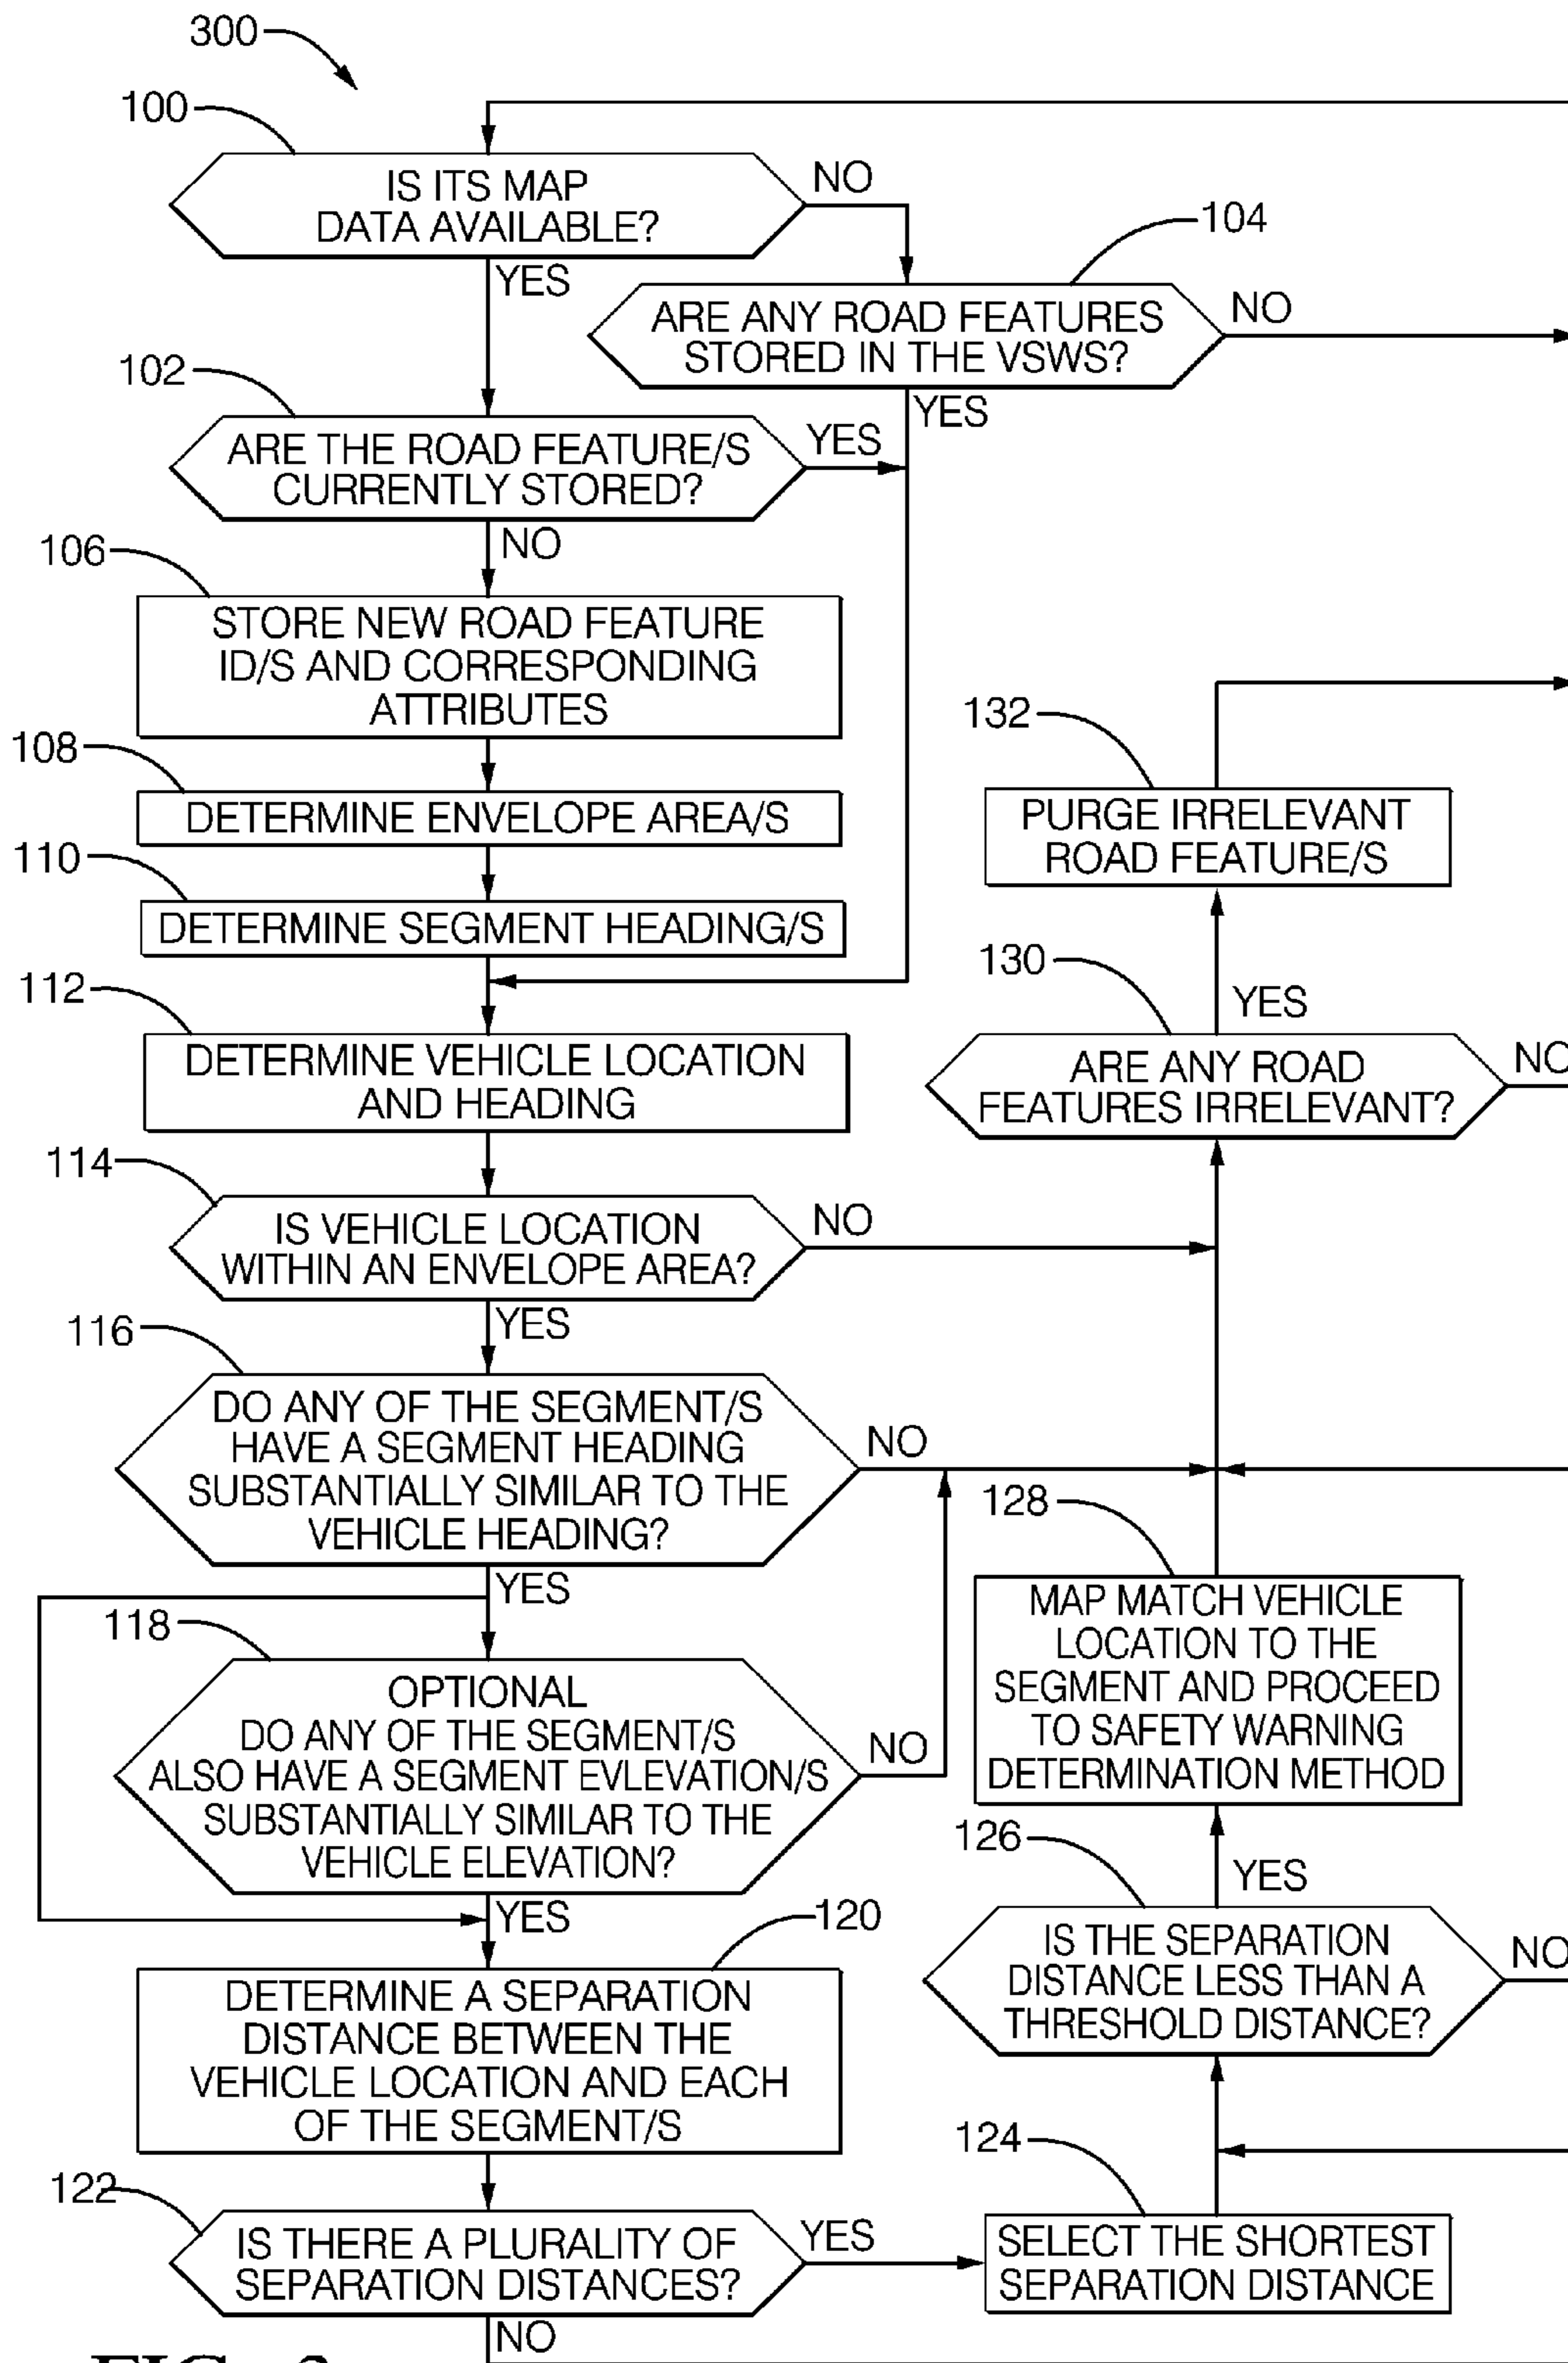 300
100
IS ITS MAP
DATA AVAILABLE?
NO
YES
104
ARE ANY ROAD FEATURES
STORED IN THE VSWS?
NO
YES
102
ARE THE ROAD FEATURE/S
CURRENTLY STORED?
YES
NO
106
STORE NEW ROAD FEATURE
ID/S AND CORRESPONDING
ATTRIBUTES
108
DETERMINE ENVELOPE AREA/S
110
DETERMINE SEGMENT HEADING/S
112
DETERMINE VEHICLE LOCATION
AND HEADING
114
IS VEHICLE LOCATION
WITHIN AN ENVELOPE AREA?
NO
YES
116
DO ANY OF THE SEGMENT/S
HAVE A SEGMENT HEADING
SUBSTANTIALLY SIMILAR TO THE
VEHICLE HEADING?
NO
YES
118
OPTIONAL
DO ANY OF THE SEGMENT/S
ALSO HAVE A SEGMENT EVLEVATION/S
SUBSTANTIALLY SIMILAR TO THE
VEHICLE ELEVATION?
NO
YES
120
DETERMINE A SEPARATION
DISTANCE BETWEEN THE
VEHICLE LOCATION AND EACH
OF THE SEGMENT/S
122
IS THERE A PLURALITY OF
SEPARATION DISTANCES?
YES
NO
132
PURGE IRRELEVANT
ROAD FEATURE/S
130
YES
ARE ANY ROAD
FEATURES IRRELEVANT?
NO
128
MAP MATCH VEHICLE
LOCATION TO THE
SEGMENT AND PROCEED
TO SAFETY WARNING
DETERMINATION METHOD
126
YES
IS THE SEPARATION
DISTANCE LESS THAN A
THRESHOLD DISTANCE?
NO
124
SELECT THE SHORTEST
SEPARATION DISTANCE